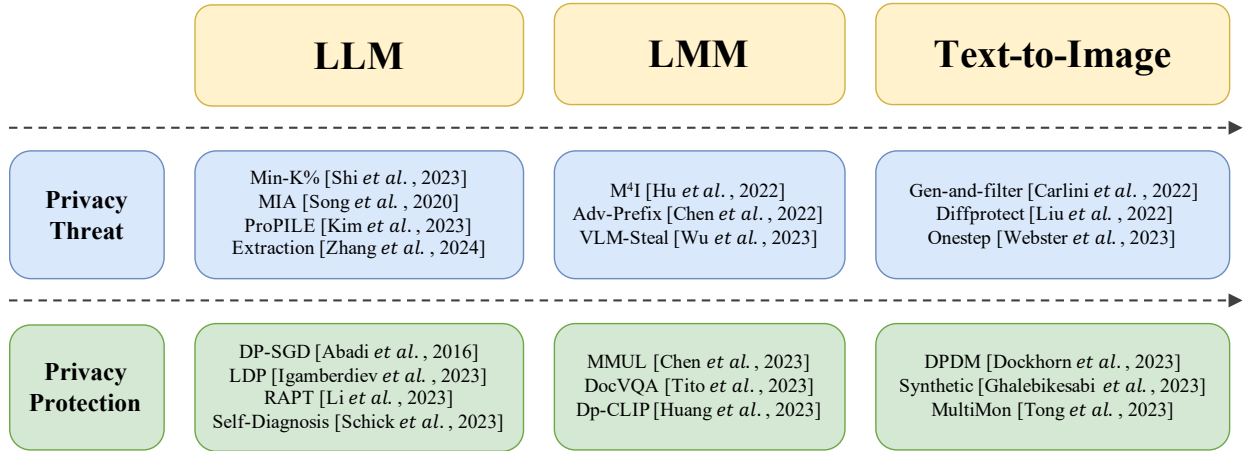 LLM
LMM
Text-to-Image
Privacy
Threat
Min-K% [Shi et al. , 2023]
MIA [Song et al. , 2020]
ProPILE [Kim et al. , 2023]
Extraction [Zhang et al. , 2024]
M⁴I [Hu et al. , 2022]
Adv-Prefix [Chen et al. , 2022]
VLM-Steal [Wu et al. , 2023]
Gen-and-filter [Carlini et al. , 2022]
Diffprotect [Liu et al. , 2022]
Onestep [Webster et al. , 2023]
Privacy
Protection
DP-SGD [Abadi et al. , 2016]
LDP [Igamberdiev et al. , 2023]
RAPT [Li et al. , 2023]
Self-Diagnosis [Schick et al. , 2023]
MMUL [Chen et al. , 2023]
DocVQA [Tito et al. , 2023]
Dp-CLIP[Huang et al. , 2023]
DPDM [Dockhorn et al. , 2023]
Synthetic [Ghalebikesabi et al. , 2023]
MultiMon [Tong et al. , 2023]